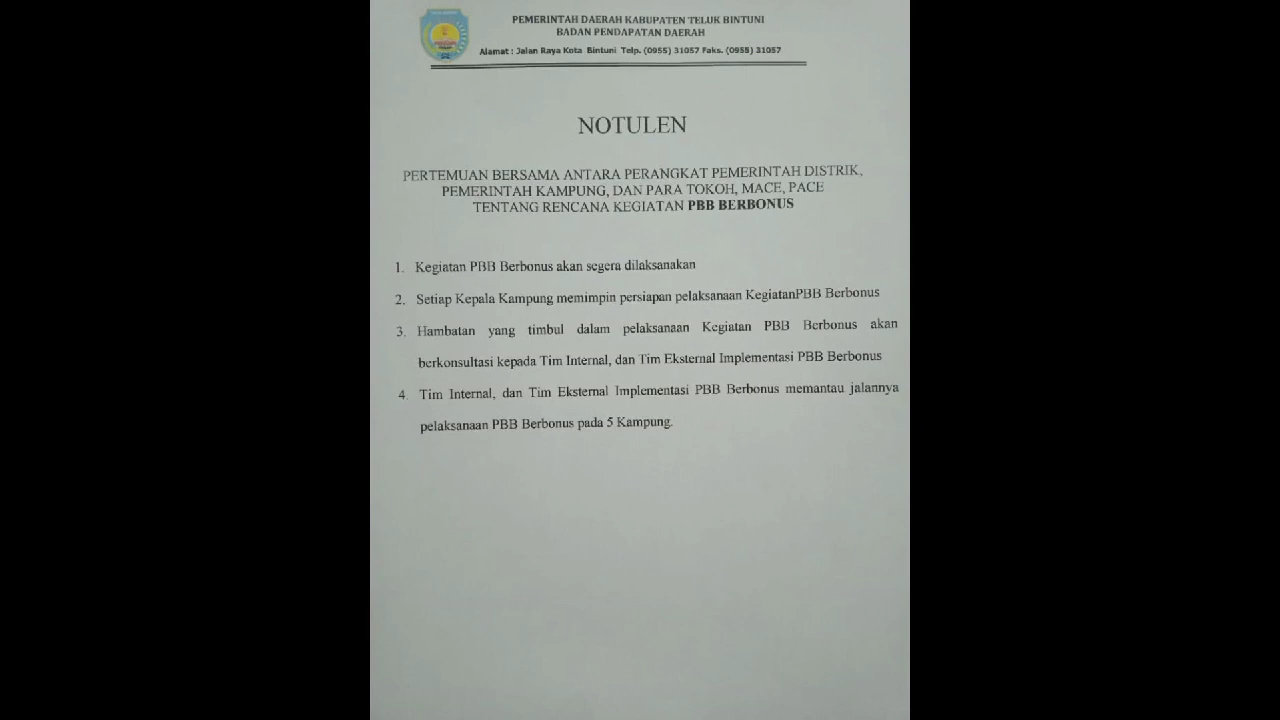 PEMERINTAH DAERAH KABUPATEN TELUK BINTUNI
BADAN PENDAPATAN DAERAH
Alamat : Jalan Raya Kota Bintuni Telp. (0955) 31057 Faks. (0955) 31057
NOTULEN
PERTEMUAN BERSAMA ANTARA PERANGKAT PEMERINTAH DISTRIK,
PEMERINTAH KAMPUNG, DAN PARA TOKOH, MACE, PACE
TENTANG RENCANA KEGIATAN PBB BERBONUS
1. Kegiatan PBB Berbonus akan segera dilaksanakan
2. Setiap Kepala Kampung memimpin persiapan pelaksanaan KegiatanPBB Berbonus
3. Hambatan yang timbul dalam pelaksanaan Kegiatan PBB Berbonus akan
berkonsultasi kepada Tim Internal, dan Tim Eksternal Implementasi PBB Berbonus
4. Tim Internal, dan Tim Eksternal Implementasi PBB Berbonus memantau jalannya
pelaksanaan PBB Berbonus pada 5 Kampung.